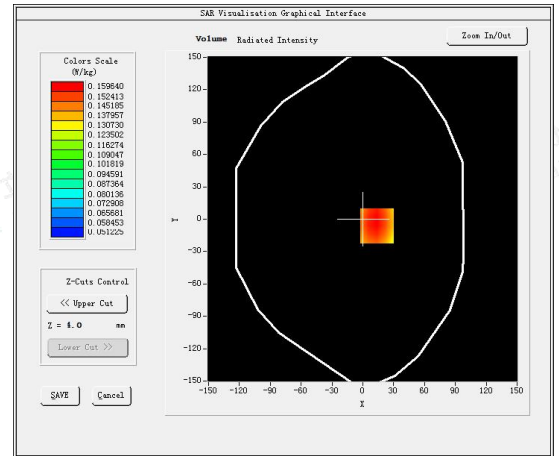 SAR Visualisation Graphical Interface
Volume Radiated Intensity
Zoom In/Out
Colors Scale
(W/kg)
0.159640
0.152413
0.145185
0.137957
0.130730
0.123502
0.116274
0.109047
0.101819
0.094591
0.087364
0.080136
0.072908
0.065681
0.058453
0.051225
150
120
90
60
30
0
-30
-60
-90
-120
-150
Y
-150 -120 -90 -60 -30 0 30 60 90 120 150
X
Z-Cuts Control
<< Upper Cut
Z = 4.0 mm
Lower Cut >>
SAVE Cancel